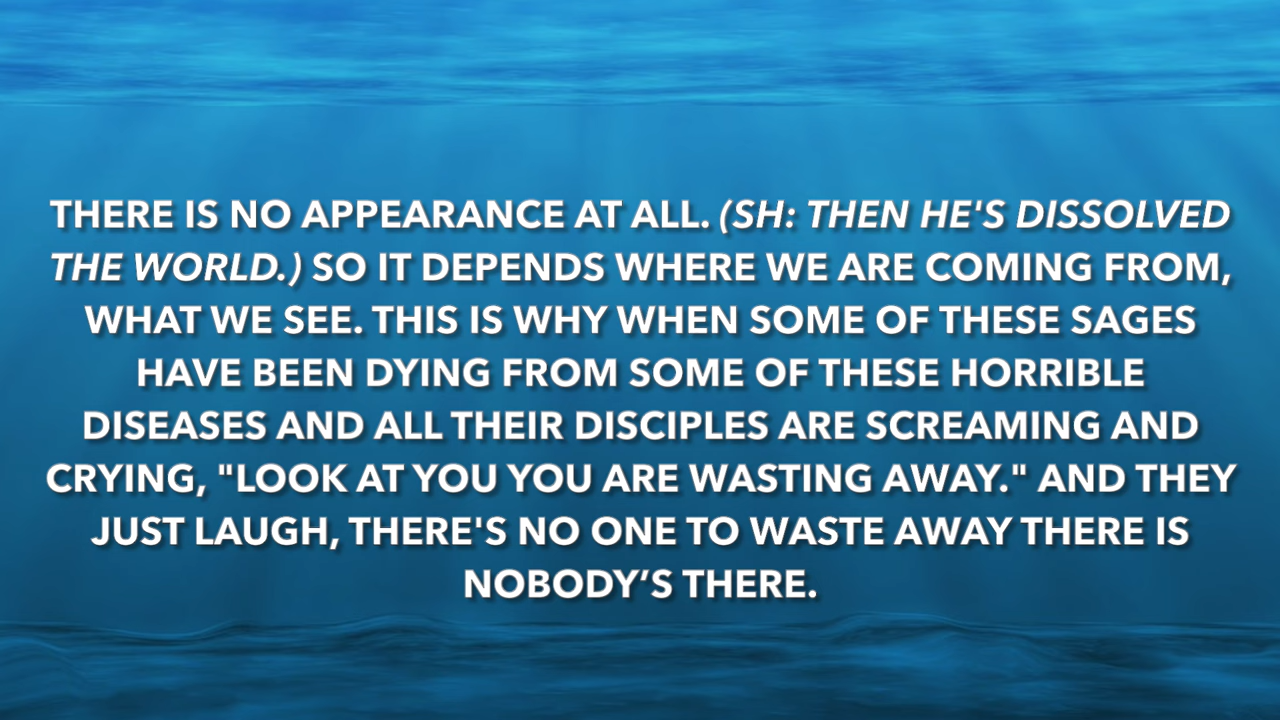 THERE IS NO APPEARANCE AT ALL. (SH: THEN HE'S DISSOLVED
THE WORLD.) SO IT DEPENDS WHERE WE ARE COMING FROM,
WHAT WE SEE. THIS IS WHY WHEN SOME OF THESE SAGES
HAVE BEEN DYING FROM SOME OF THESE HORRIBLE
DISEASES AND ALL THEIR DISCIPLES ARE SCREAMING AND
CRYING, "LOOK AT YOU YOU ARE WASTING AWAY." AND THEY
JUST LAUGH, THERE'S NO ONE TO WASTE AWAY THERE IS
NOBODY’S THERE.